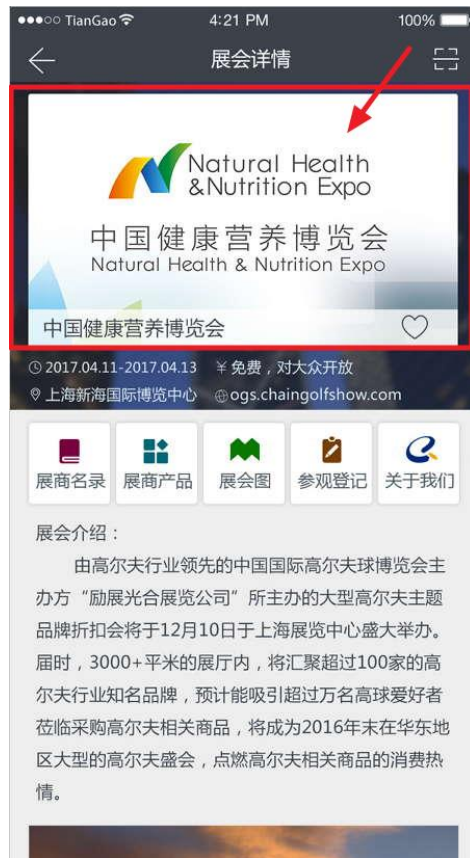 TianGao 4:21 PM 100%
展会详情
Natural Health
&Nutrition Expo
中国健康营养博览会
Natural Health & Nutrition Expo
中国健康营养博览会
2017.04.11-2017.04.13 ¥ 免费，对大众开放
上海新海国际博览中心 ogs.chaingolfshow.com
展商名录 展商产品 展会图 参观登记 关于我们
展会介绍：
由高尔夫行业领先的中国国际高尔夫球博览会主
办方“励展光合展览公司”所主办的大型高尔夫主题
品牌折扣会将于12月10日于上海展览中心盛大举办。
届时，3000+平米的展厅内，将汇聚超过100家的高
尔夫行业知名品牌，预计能吸引超过万名高球爱好者
莅临采购高尔夫相关商品，将成为2016年末在华东地
区大型的高尔夫盛会，点燃高尔夫相关商品的消费热
情。